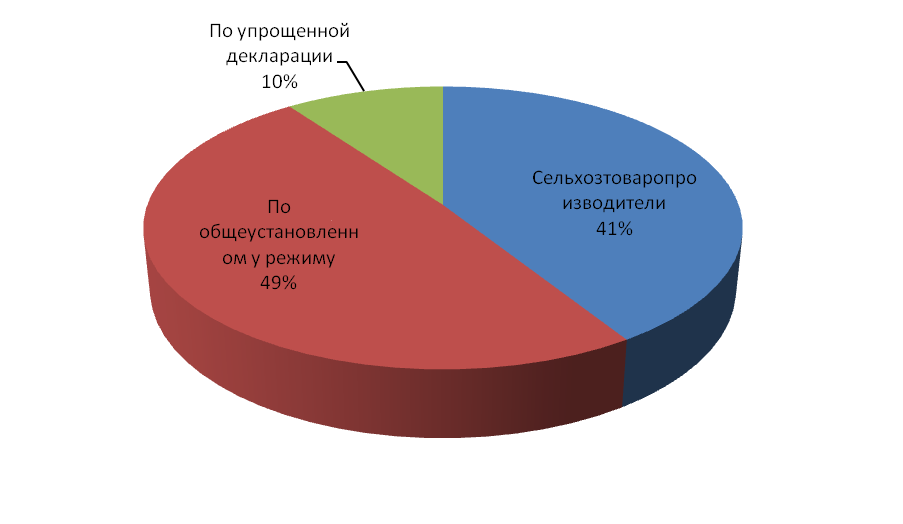 По упрощенной
декларации
10%
Сельхозтоваропро
изводители
41%
По
общеустановленн
ом у режиму
49%